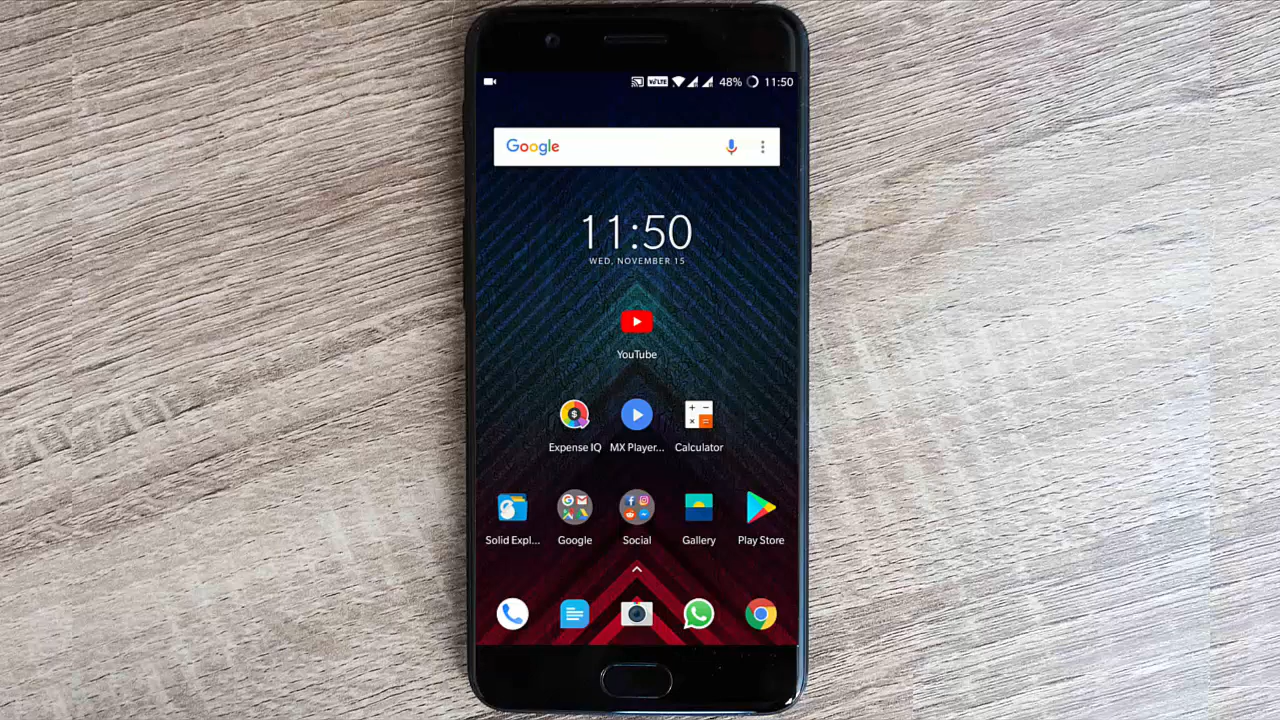 VoLTE 48% 11:50
Google
11:50
WED, NOVEMBER 15
YouTube
Expense IQ MX Player... Calculator
Solid Expl... Google Social Gallery Play Store